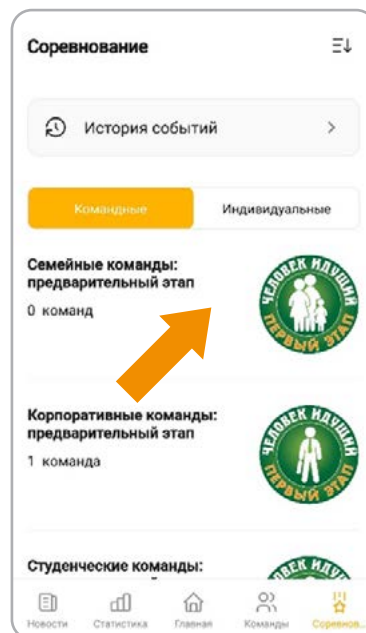 Соревнование
История событий
Командные
Индивидуальные
Семейные команды:
предварительный этап
0 команд
ЧЕЛОВЕК ИДУЩИЙ
ПЕРВЫЙ ЭТАП
Корпоративные команды:
предварительный этап
1 команда
ЧЕЛОВЕК ИДУЩИЙ
ПЕРВЫЙ ЭТАП
Студенческие команды:
Новости
Статистика
Главная
Команды
Соревнов...